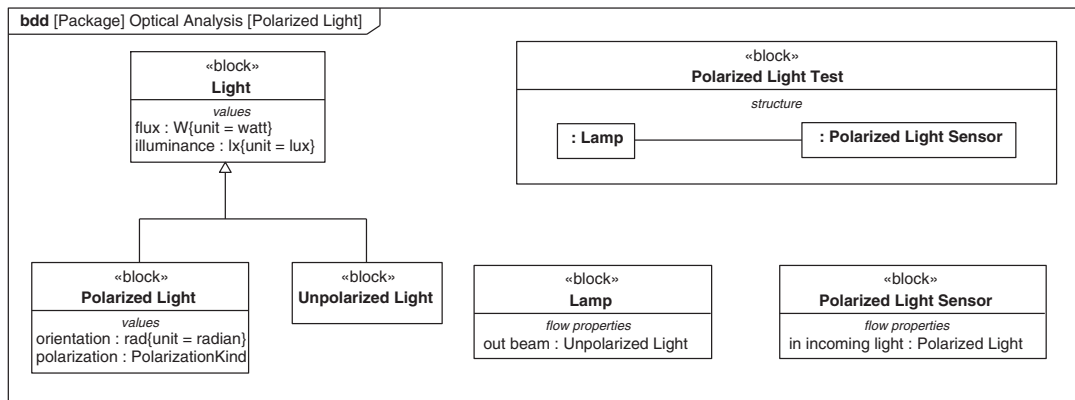 bdd [Package] Optical Analysis [Polarized Light]
«block»
Light
values
flux : W{unit = watt}
illuminance : lx{unit = lux}
«block»
Polarized Light Test
structure
: Lamp
: Polarized Light Sensor
«block»
Polarized Light
values
orientation : rad{unit = radian}
polarization : PolarizationKind
«block»
Unpolarized Light
«block»
Lamp
flow properties
out beam : Unpolarized Light
«block»
Polarized Light Sensor
flow properties
in incoming light : Polarized Light